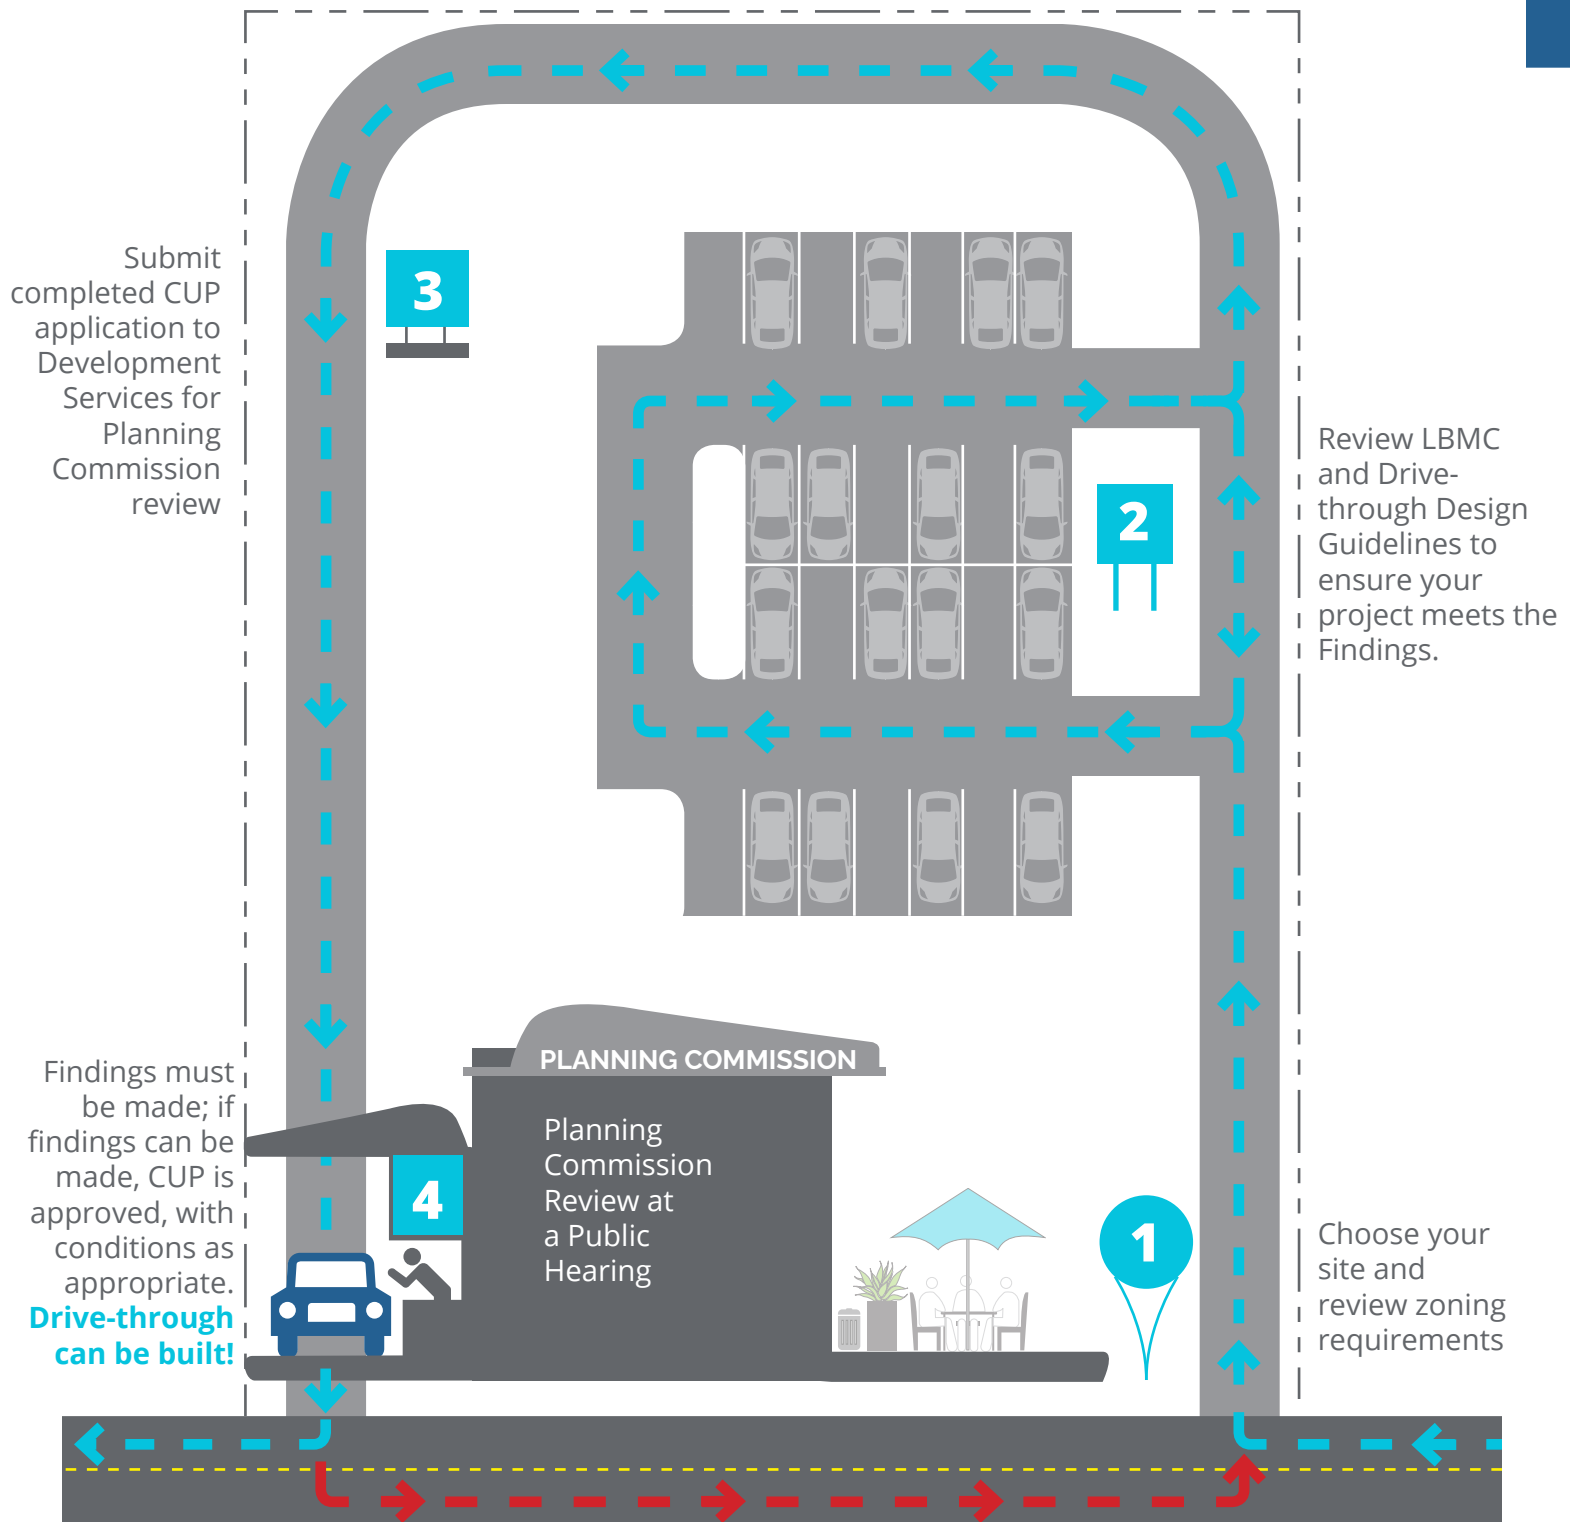 3
Submit
completed CUP
application to
Development
Services for
Planning
Commission
review
2
Review LBMC
and Drive-
through Design
Guidelines to
ensure your
project meets the
Findings.
PLANNING COMMISSION
Planning
Commission
Review at
a Public
Hearing
Findings must
be made; if
findings can be
made, CUP is
approved, with
conditions as
appropriate.
Drive-through
can be built!
4
1
Choose your
site and
review zoning
requirements